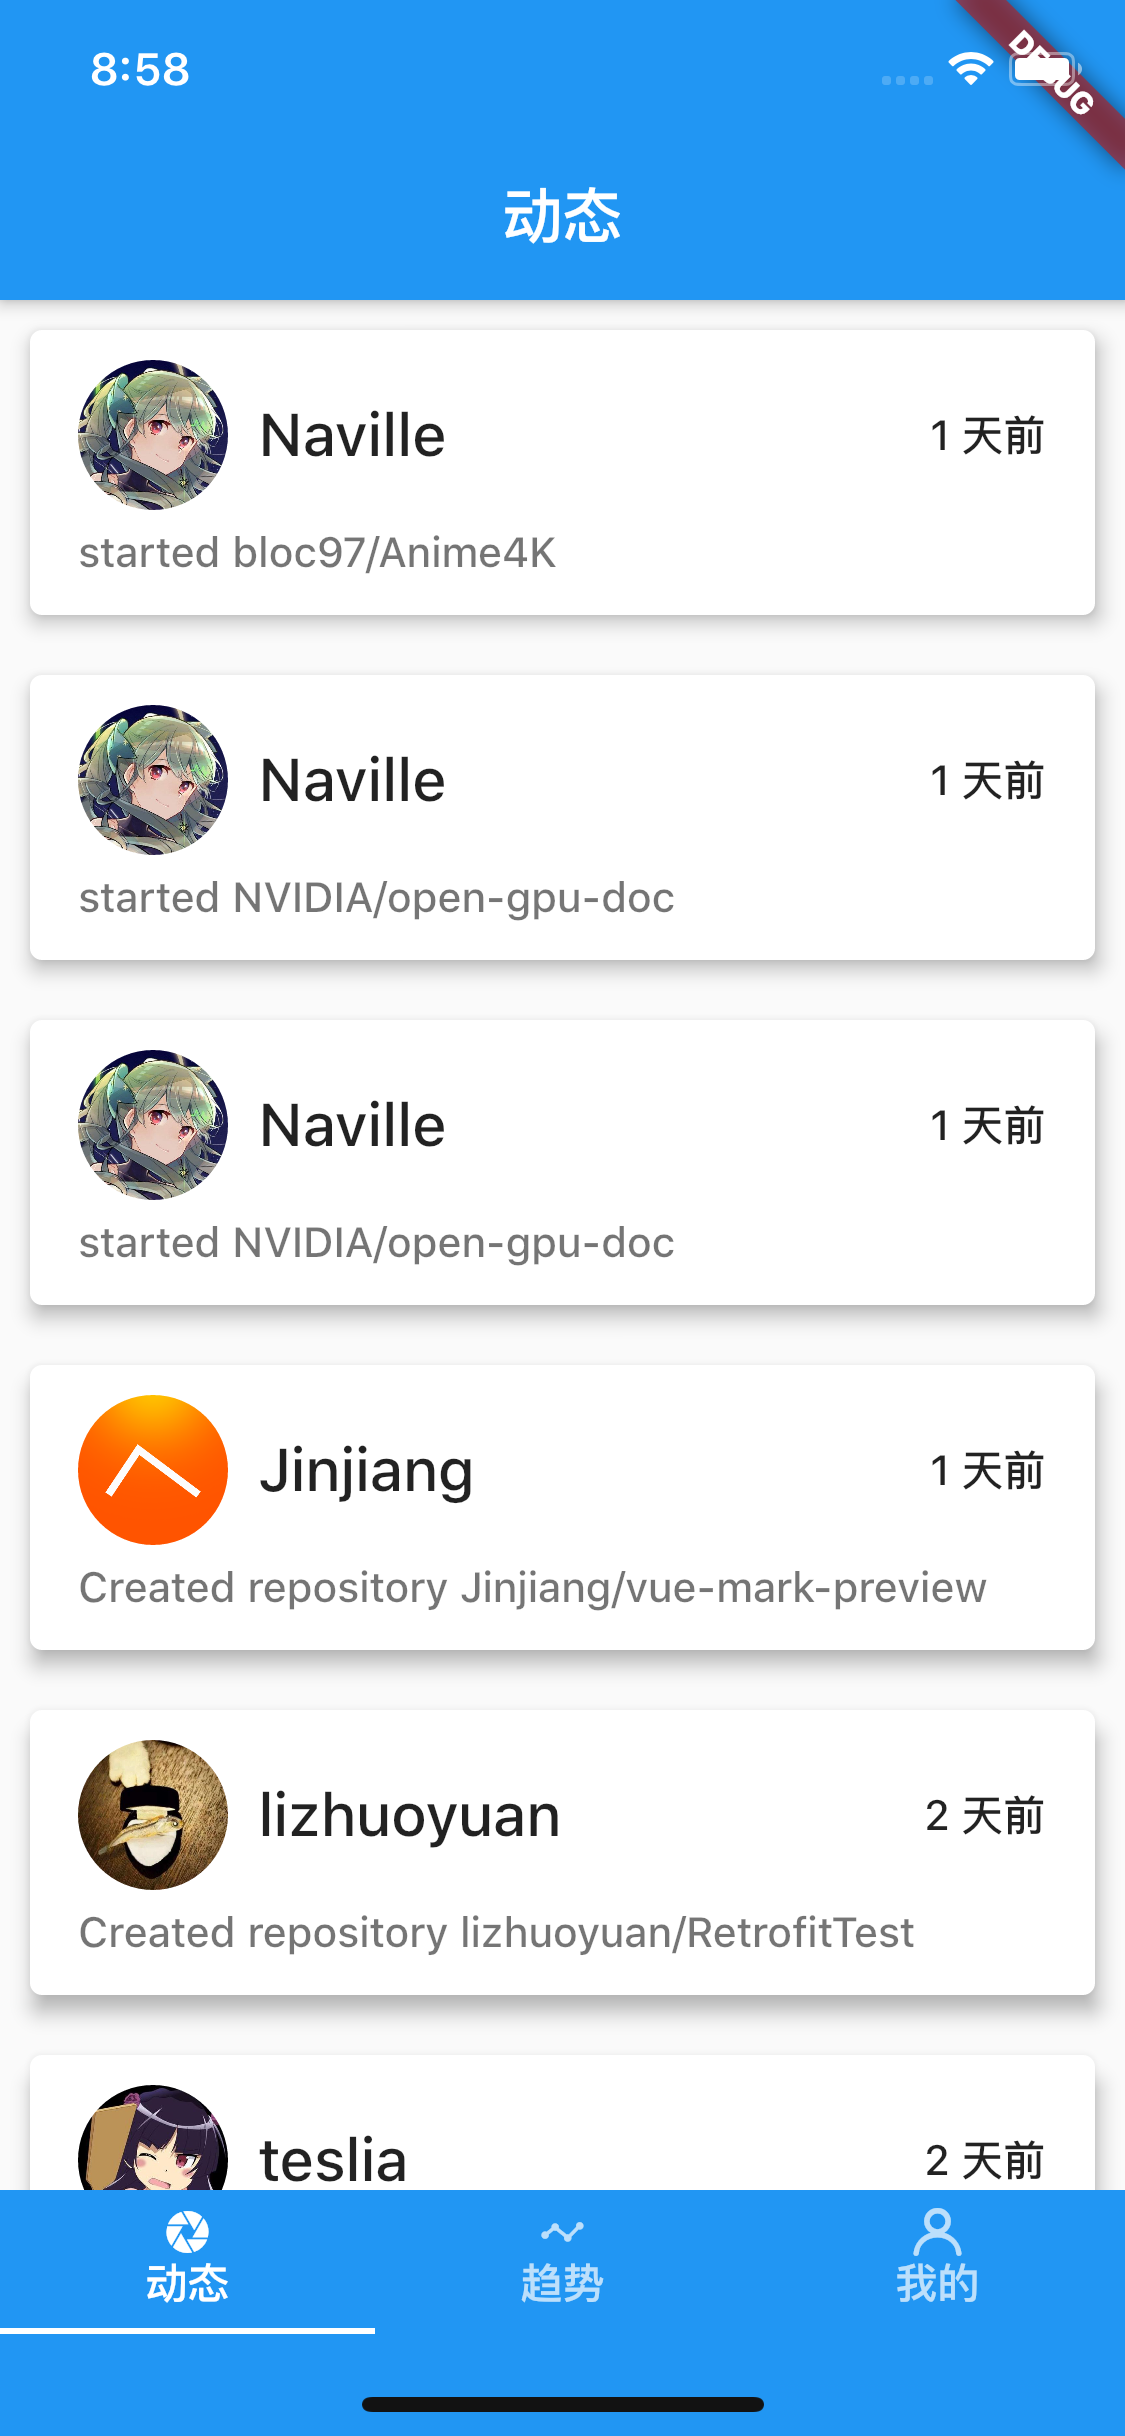 8:58
DEBUG
动态
Naville
1 天前
started bloc97/Anime4K
Naville
1 天前
started NVIDIA/open-gpu-doc
Naville
1 天前
started NVIDIA/open-gpu-doc
Jinjiang
1 天前
Created repository Jinjiang/vue-mark-preview
lizhuoyuan
2 天前
Created repository lizhuoyuan/RetrofitTest
teslia
2 天前
动态
趋势
我的